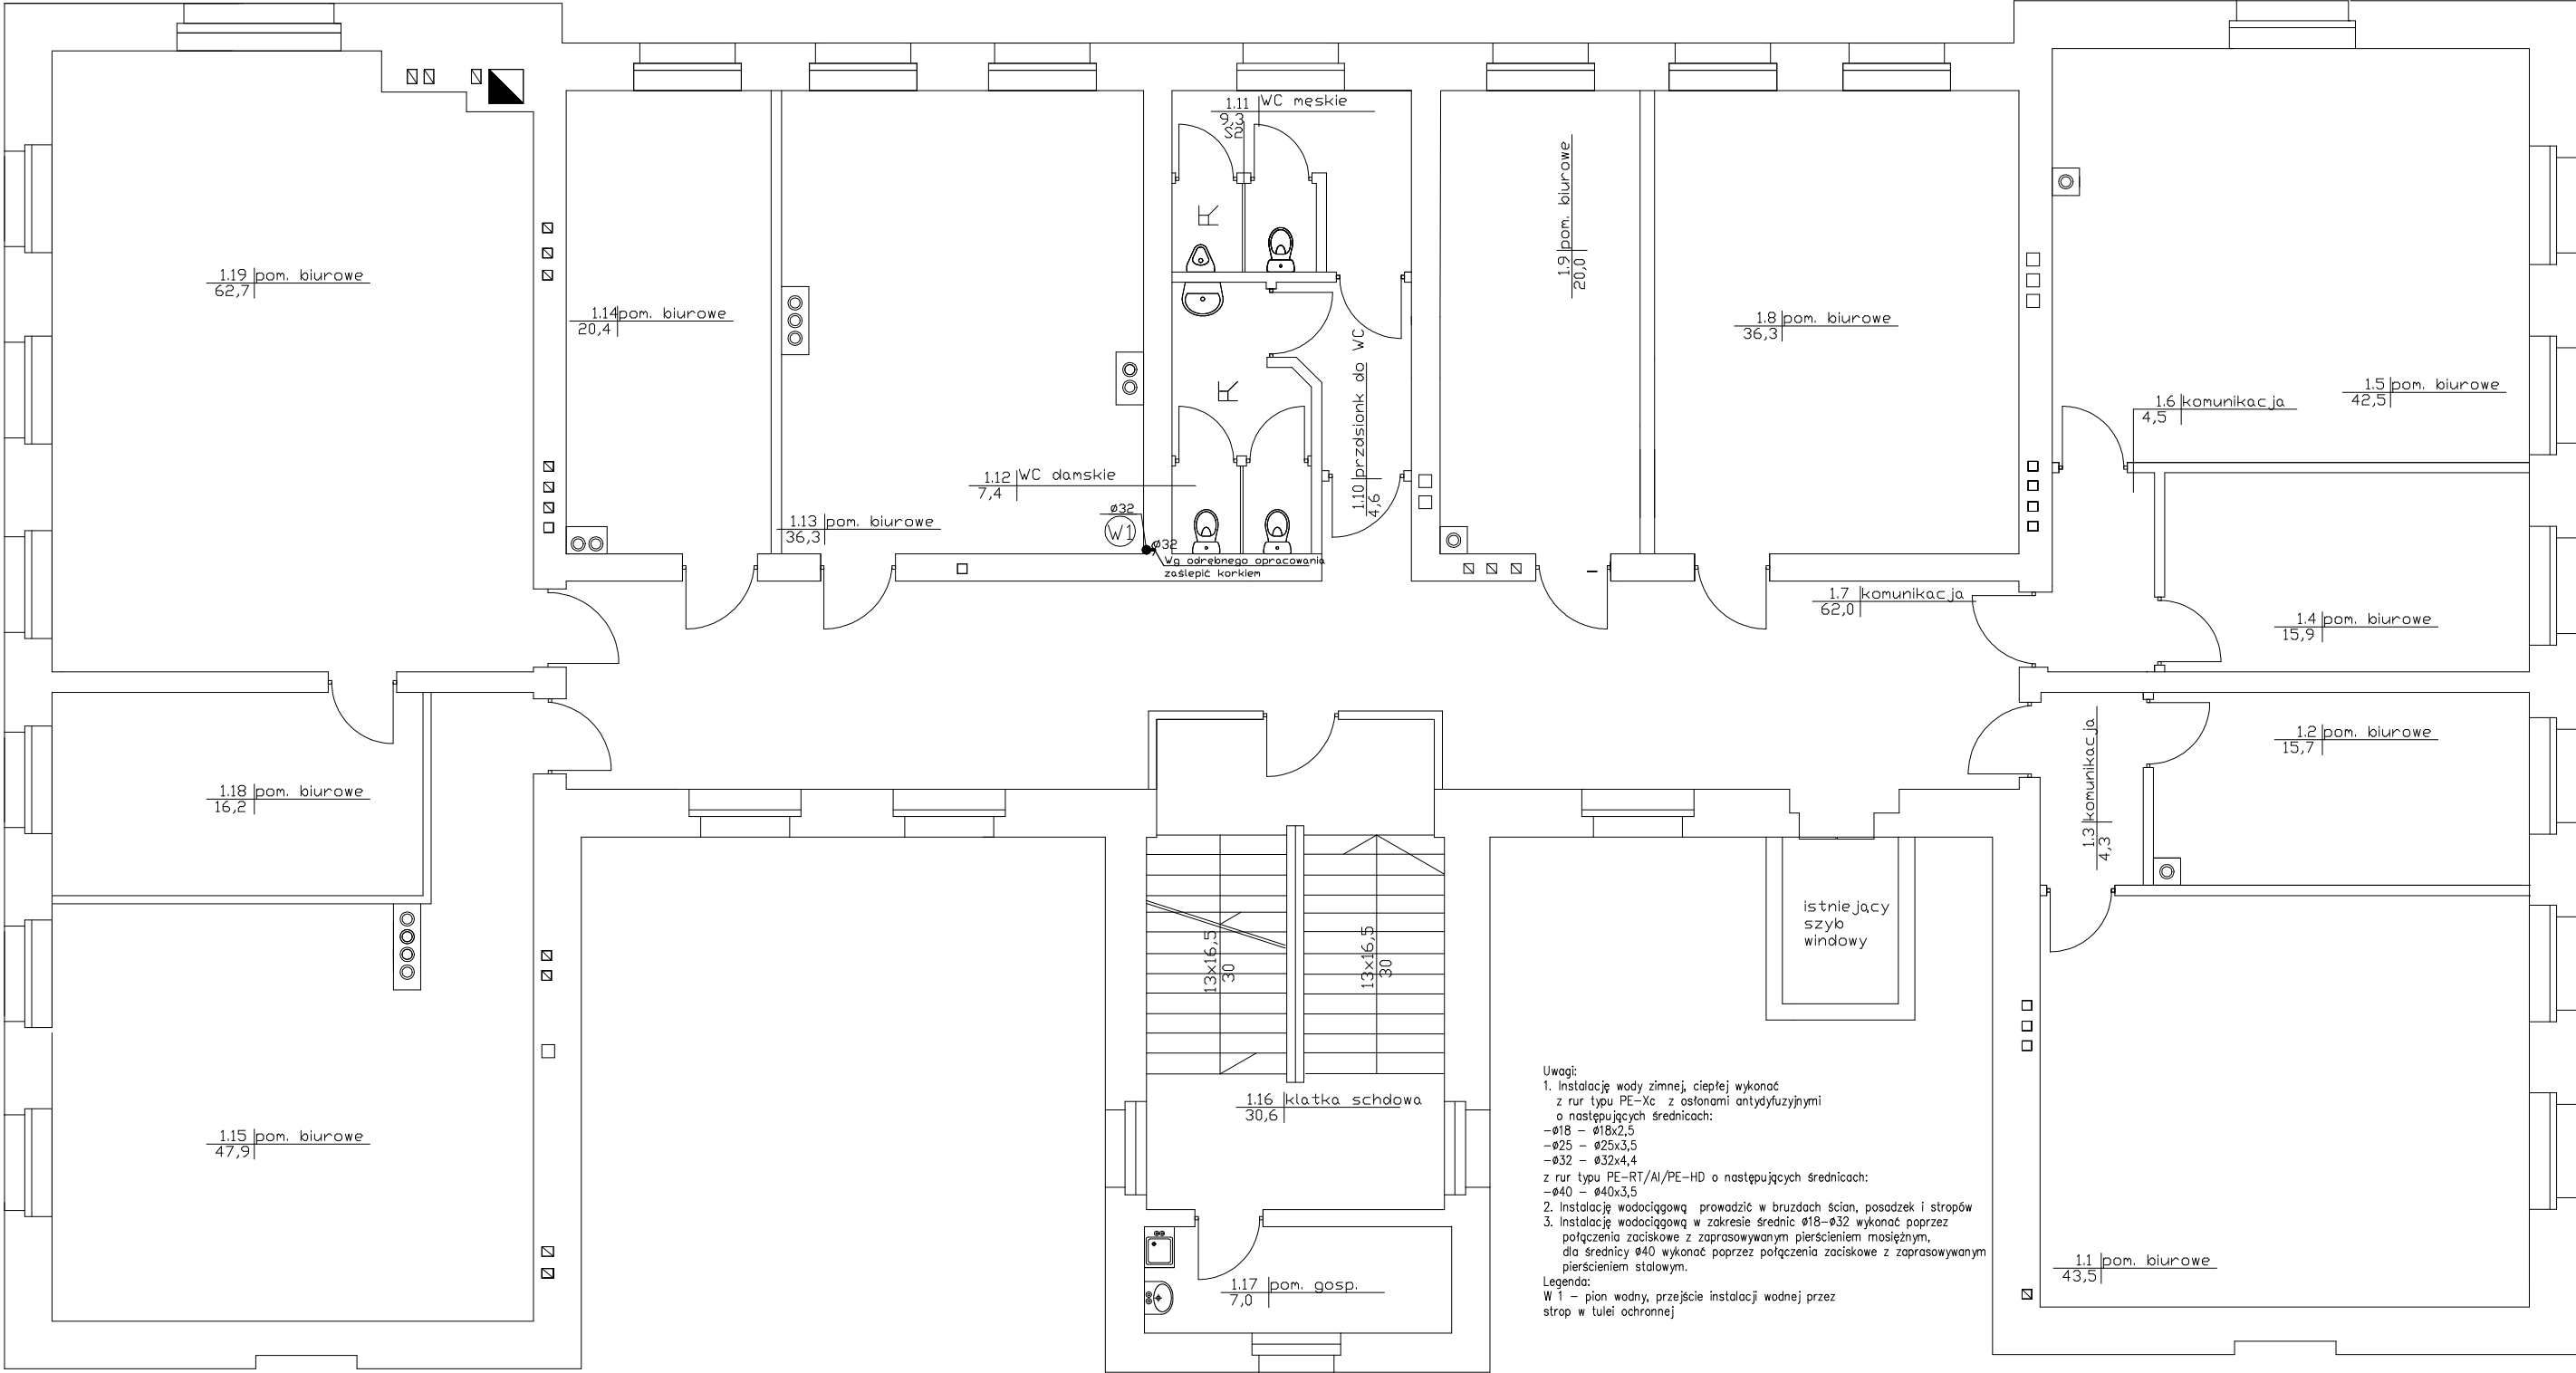 1.11 WC męskie
9,3
S2
1.9 pom. biurowe
20,0
1.19 pom. biurowe
62,7
1.14 pom. biurowe
20,4
1.8 pom. biurowe
36,3
1.10 przdsionk do WC
4,6
1.5 pom. biurowe
42,5
1.6 komunikacja
4,5
1.12 WC damskie
7,4
1.13 pom. biurowe
36,3
ø32
W1
ø32
Wg odrębnego opracowania
zaślepić korkiem
1.7 komunikacja
62,0
1.4 pom. biurowe
15,9
1.2 pom. biurowe
15,7
1.3 komunikacja
4,3
1.18 pom. biurowe
16,2
istniejący
szyb
windowy
13x16,5
30
13x16,5
30
1.16 klatka schdowa
30,6
1.15 pom. biurowe
47,9
1.17 pom. gosp.
7,0
1.1 pom. biurowe
43,5
Uwagi:
1. Instalację wody zimnej, ciepłej wykonać
z rur typu PE-Xc z osłonami antydyfuzyjnymi
o następujących średnicach:
-ø18 - ø18x2,5
-ø25 - ø25x3,5
-ø32 - ø32x4,4
z rur typu PE-RT/Al/PE-HD o następujących średnicach:
-ø40 - ø40x3,5
2. Instalację wodociągową prowadzić w bruzdach ścian, posadzek i stropów
3. Instalację wodociągową w zakresie średnic ø18-ø32 wykonać poprzez
połączenia zaciskowe z zaprasowywanym pierścieniem mosiężnym,
dla średnicy ø40 wykonać poprzez połączenia zaciskowe z zaprasowywanym
pierścieniem stalowym.
Legenda:
W 1 - pion wodny, przejście instalacji wodnej przez
strop w tulei ochronnej